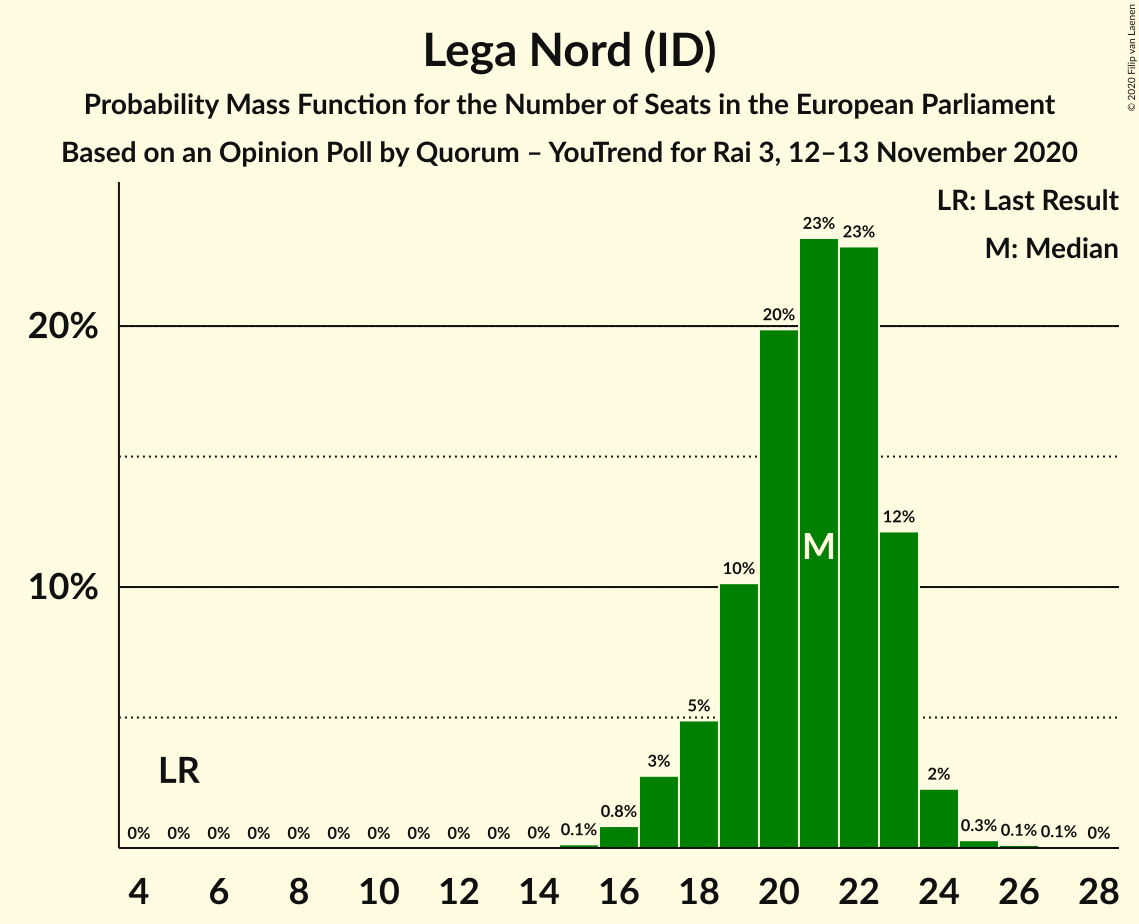 Lega Nord (ID)
Probability Mass Function for the Number of Seats in the European Parliament
Based on an Opinion Poll by Quorum – YouTrend for Rai 3, 12–13 November 2020
© 2020 Filip van Laenen
LR: Last Result
M: Median
20%
10%
LR
M
0% 0% 0% 0% 0% 0% 0% 0% 0% 0% 0% 0.1% 0.8% 3% 5% 10% 20% 23% 23% 12% 2% 0.3% 0.1% 0.1% 0%
4 6 8 10 12 14 16 18 20 22 24 26 28